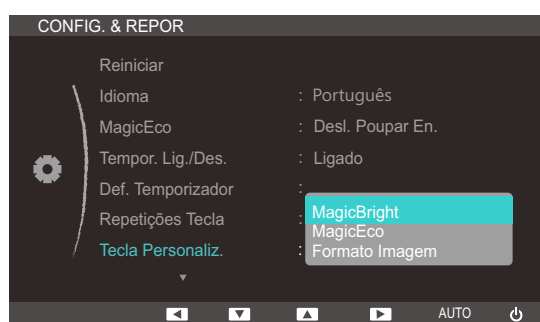 CONFIG. & REPOR
Reiniciar
Idioma : Português
MagicEco : Desl. Poupar En.
Tempor. Lig./Des. : Ligado
Def. Temporizador :
Repetições Tecla :
MagicBright
MagicEco
Tecla Personaliz. : Formato Imagem
AUTO